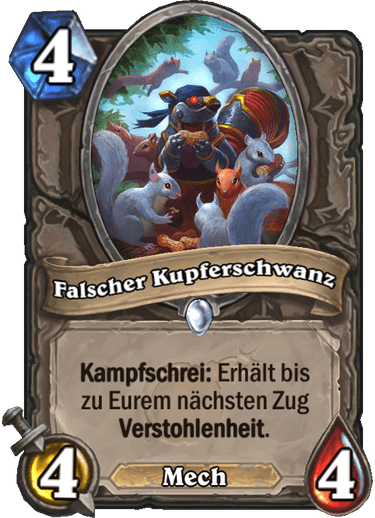 4
Falscher Kupferschwanz
Kampfschrei: Erhält bis
zu Eurem nächsten Zug
Verstohlenheit.
4
Mech
4